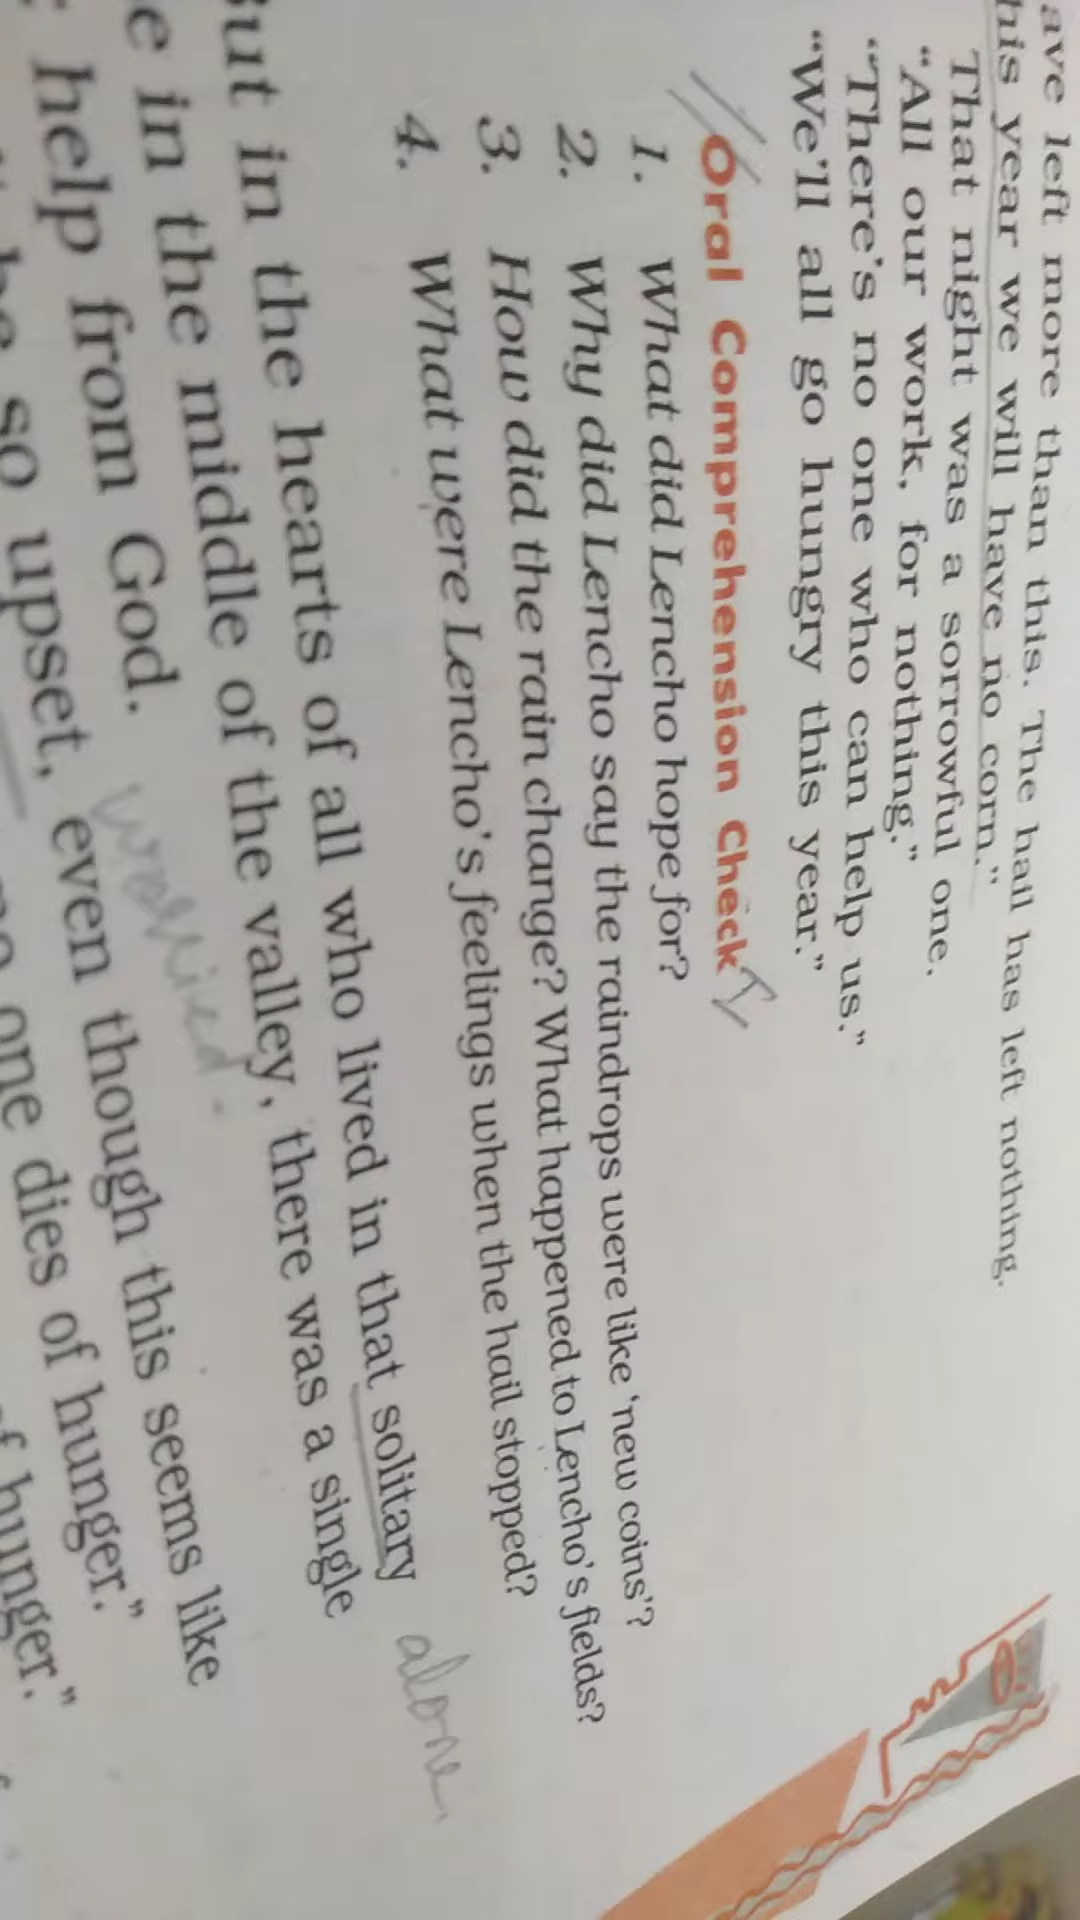 ave left more than this. The hail has left nothing.
his year we will have no corn.”
That night was a sorrowful one.
“All our work, for nothing.”
“There’s no one who can help us.”
“We’ll all go hungry this year.”
Oral Comprehension Check
1. What did Lencho hope for?
2. Why did Lencho say the raindrops were like ‘new coins’?
3. How did the rain change? What happened to Lencho’s fields?
4. What were Lencho’s feelings when the hail stopped?
But in the hearts of all who lived in that solitary
alone.
e in the middle of the valley, there was a single
help from God.
worried.
so upset, even though this seems like
one dies of hunger.”
hunger.”